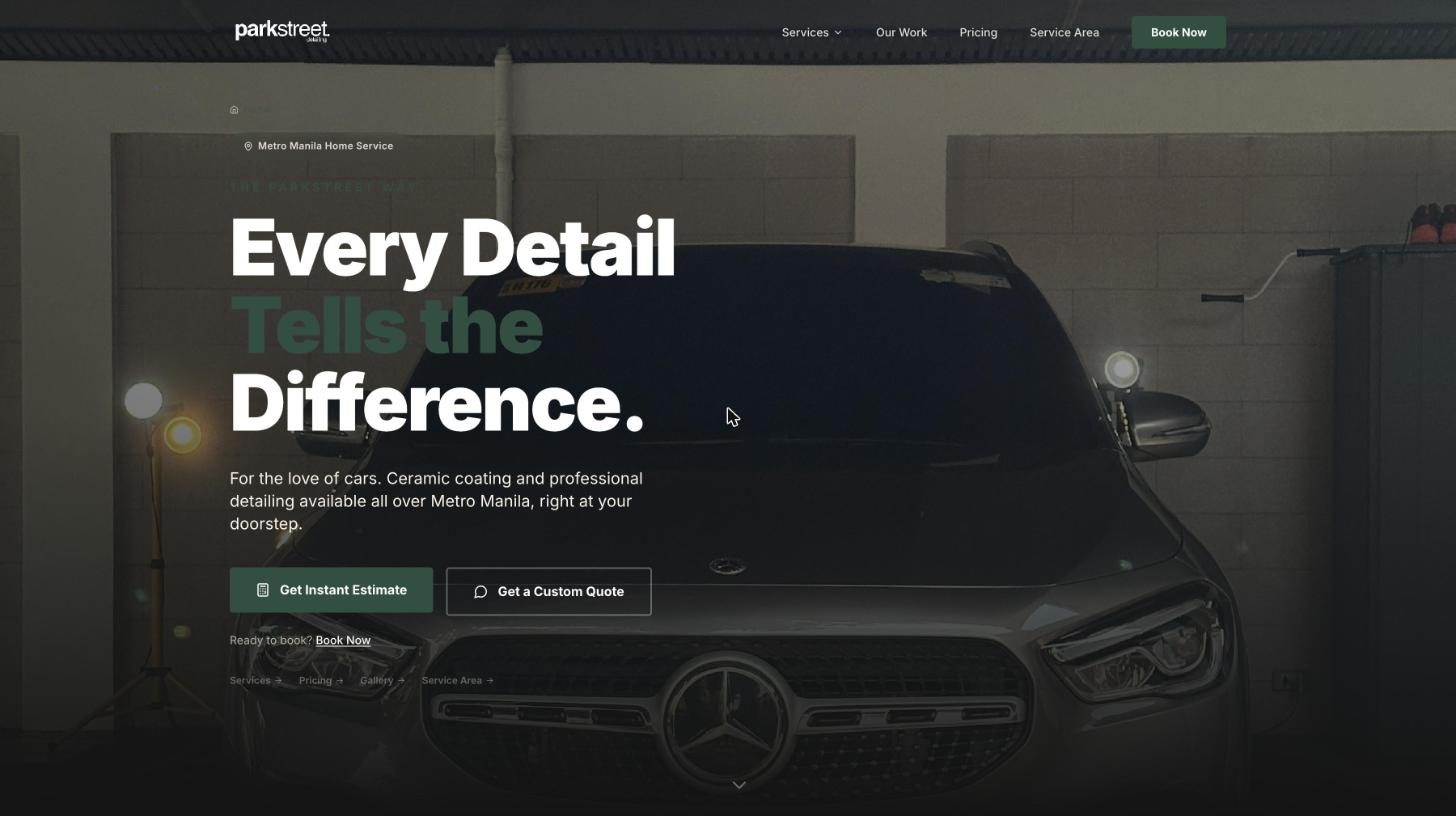 parkstreet.
detailing
Services
Our Work
Pricing
Service Area
Book Now
Metro Manila Home Service
THE PARKSTREET WAY
Every Detail
Tells the
Difference.
For the love of cars. Ceramic coating and professional
detailing available all over Metro Manila, right at your
doorstep.
Get Instant Estimate
Get a Custom Quote
Ready to book? Book Now
Services →
Pricing →
Gallery →
Service Area →